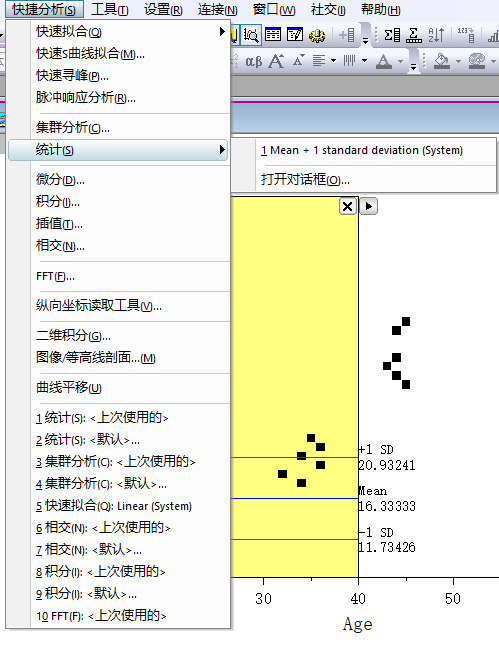 快捷分析(S) 工具(T) 设置(R) 连接(N) 窗口(W) 社交(I) 帮助(H)
快速拟合(Q)
快速S曲线拟合(M)...
快速寻峰(P)...
脉冲响应分析(R)...
集群分析(C)...
统计(S)
1 Mean + 1 standard deviation (System)
打开对话框(O)...
微分(D)...
积分(I)...
插值(T)...
相交(N)...
FFT(F)...
纵向坐标读取工具(V)...
二维积分(G)...
图像/等高线剖面...(M)
曲线平移(U)
1 统计(S): <上次使用的>
2 统计(S): <默认>...
3 集群分析(C): <上次使用的>
4 集群分析(C): <默认>...
5 快速拟合(Q): Linear (System)
6 相交(N): <上次使用的>
7 相交(N): <默认>...
8 积分(I): <上次使用的>
9 积分(I): <默认>...
10 FFT(F): <上次使用的>
+1 SD
20.93241
Mean
16.33333
-1 SD
11.73426
30 40 50
Age